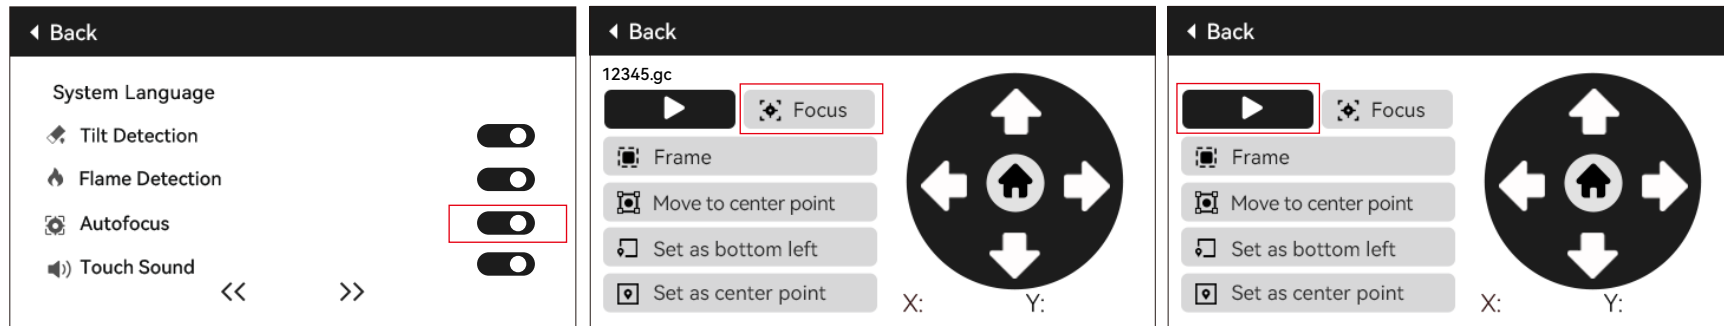 Back
System Language
Tilt Detection
Flame Detection
Autofocus
Touch Sound
<< >>
Back
12345.gc
Focus
Frame
Move to center point
Set as bottom left
Set as center point
X: Y:
Back
Focus
Frame
Move to center point
Set as bottom left
Set as center point
X: Y: